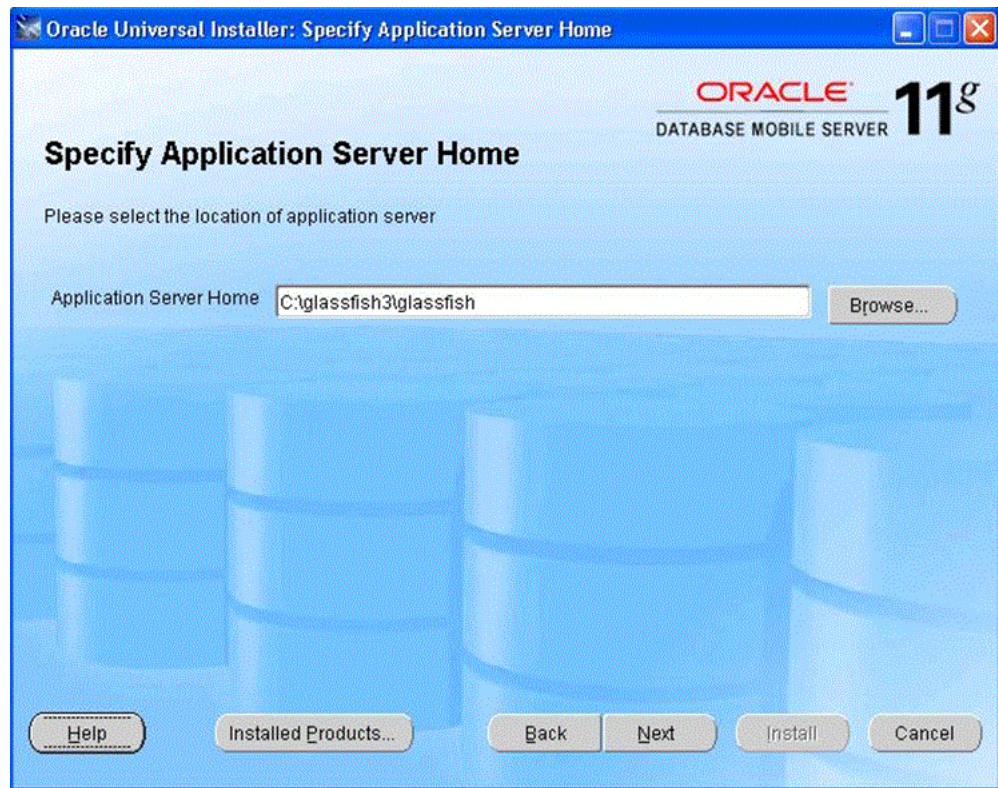 Oracle Universal Installer: Specify Application Server Home
ORACLE
DATABASE MOBILE SERVER 11g
Specify Application Server Home
Please select the location of application server
Application Server Home C:\glassfish3\glassfish Browse...
Help Installed Products... Back Next Install Cancel